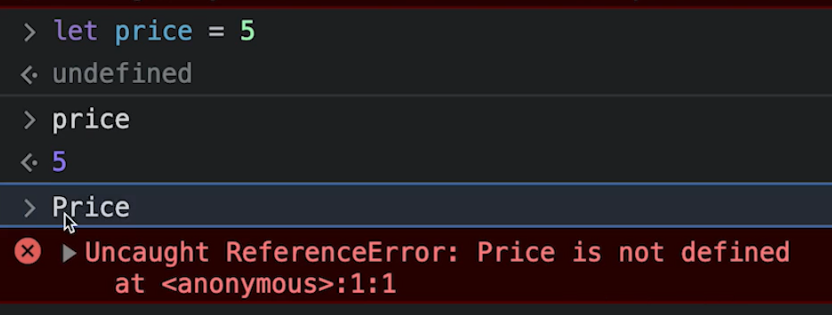 > let price = 5
<· undefined
> price
<· 5
> Price
▶Uncaught ReferenceError: Price is not defined
at <anonymous>:1:1